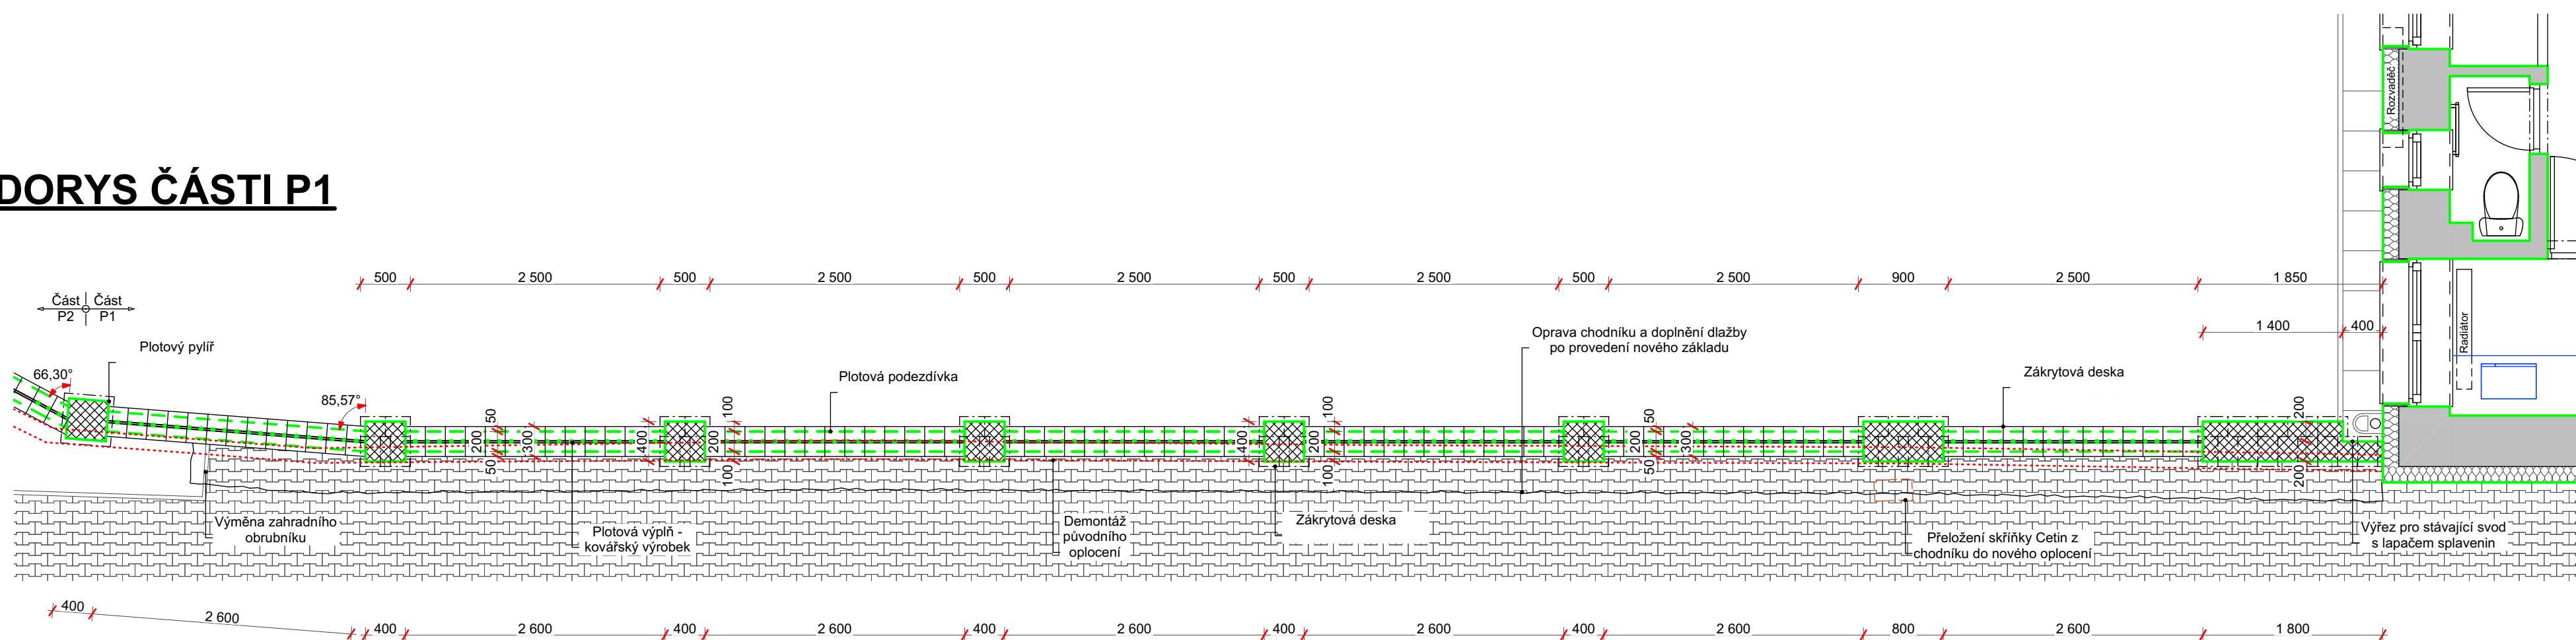 DORYS ČÁSTI P1
Rozvaděč
500
2 500
500
2 500
500
2 500
500
2 500
500
2 500
900
2 500
1 850
1 400
400
Část
Část
P2
P1
Plotový pylíř
Plotová podezdívka
Oprava chodníku a doplnění dlažby
po provedení nového základu
Zákrytová deska
Radiátor
66,30°
85,57°
50
200
50
300
400
100
200
100
400
100
200
100
50
200
50
300
200
200
Výměna zahradního
obrubníku
Plotová výplň -
kovářský výrobek
Demontáž
původního
oplocení
Zákrytová deska
Přeložení skříňky Cetin z
chodníku do nového oplocení
Výřez pro stávající svod
s lapačem splavenin
400
2 600
400
2 600
400
2 600
400
2 600
400
2 600
400
2 600
800
2 600
1 800